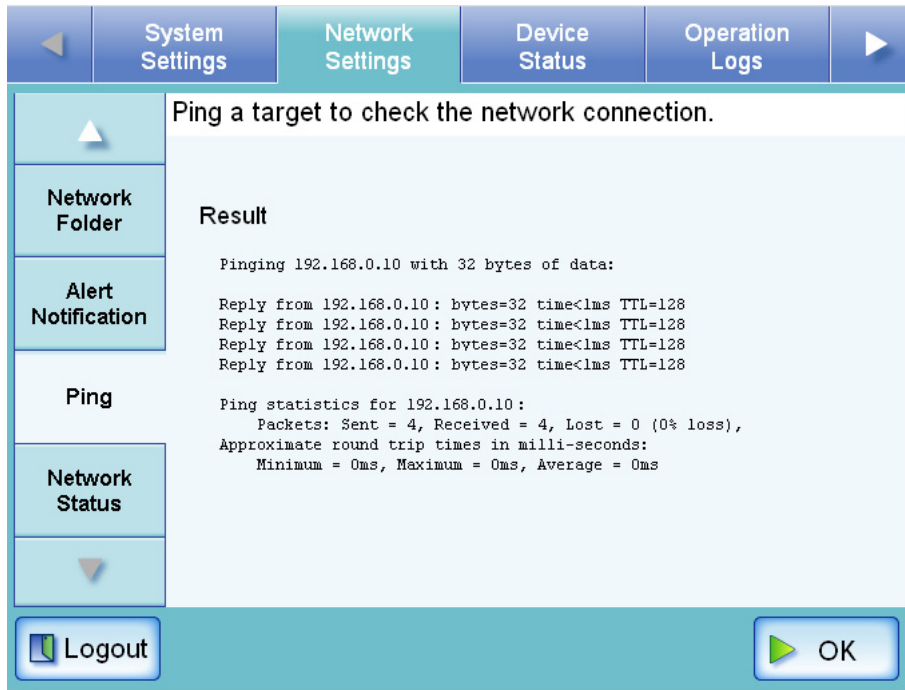 System
Settings
Network
Settings
Device
Status
Operation
Logs
Ping a target to check the network connection.
Network
Folder
Alert
Notification
Ping
Network
Status
Result
Pinging 192.168.0.10 with 32 bytes of data:
Reply from 192.168.0.10: bytes=32 time<1ms TTL=128
Reply from 192.168.0.10: bytes=32 time<1ms TTL=128
Reply from 192.168.0.10: bytes=32 time<1ms TTL=128
Reply from 192.168.0.10: bytes=32 time<1ms TTL=128
Ping statistics for 192.168.0.10:
Packets: Sent = 4, Received = 4, Lost = 0 (0% loss),
Approximate round trip times in milli-seconds:
Minimum = 0ms, Maximum = 0ms, Average = 0ms
Logout
OK